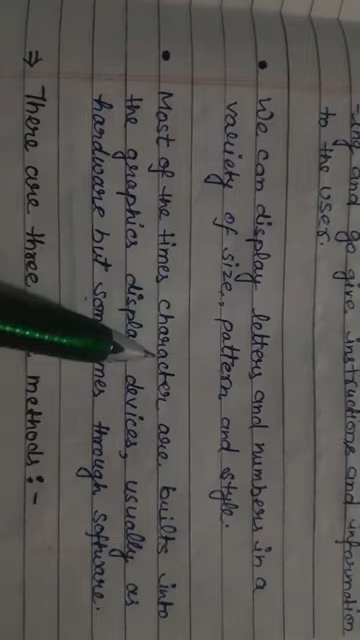 and go give instructions and information
to the user.
• We can display letters and numbers in a
variety of size, pattern and style.
• Most of the times character are builts into
the graphics display devices, usually as
hardware but sometimes through software.
⇒ There are three methods:-